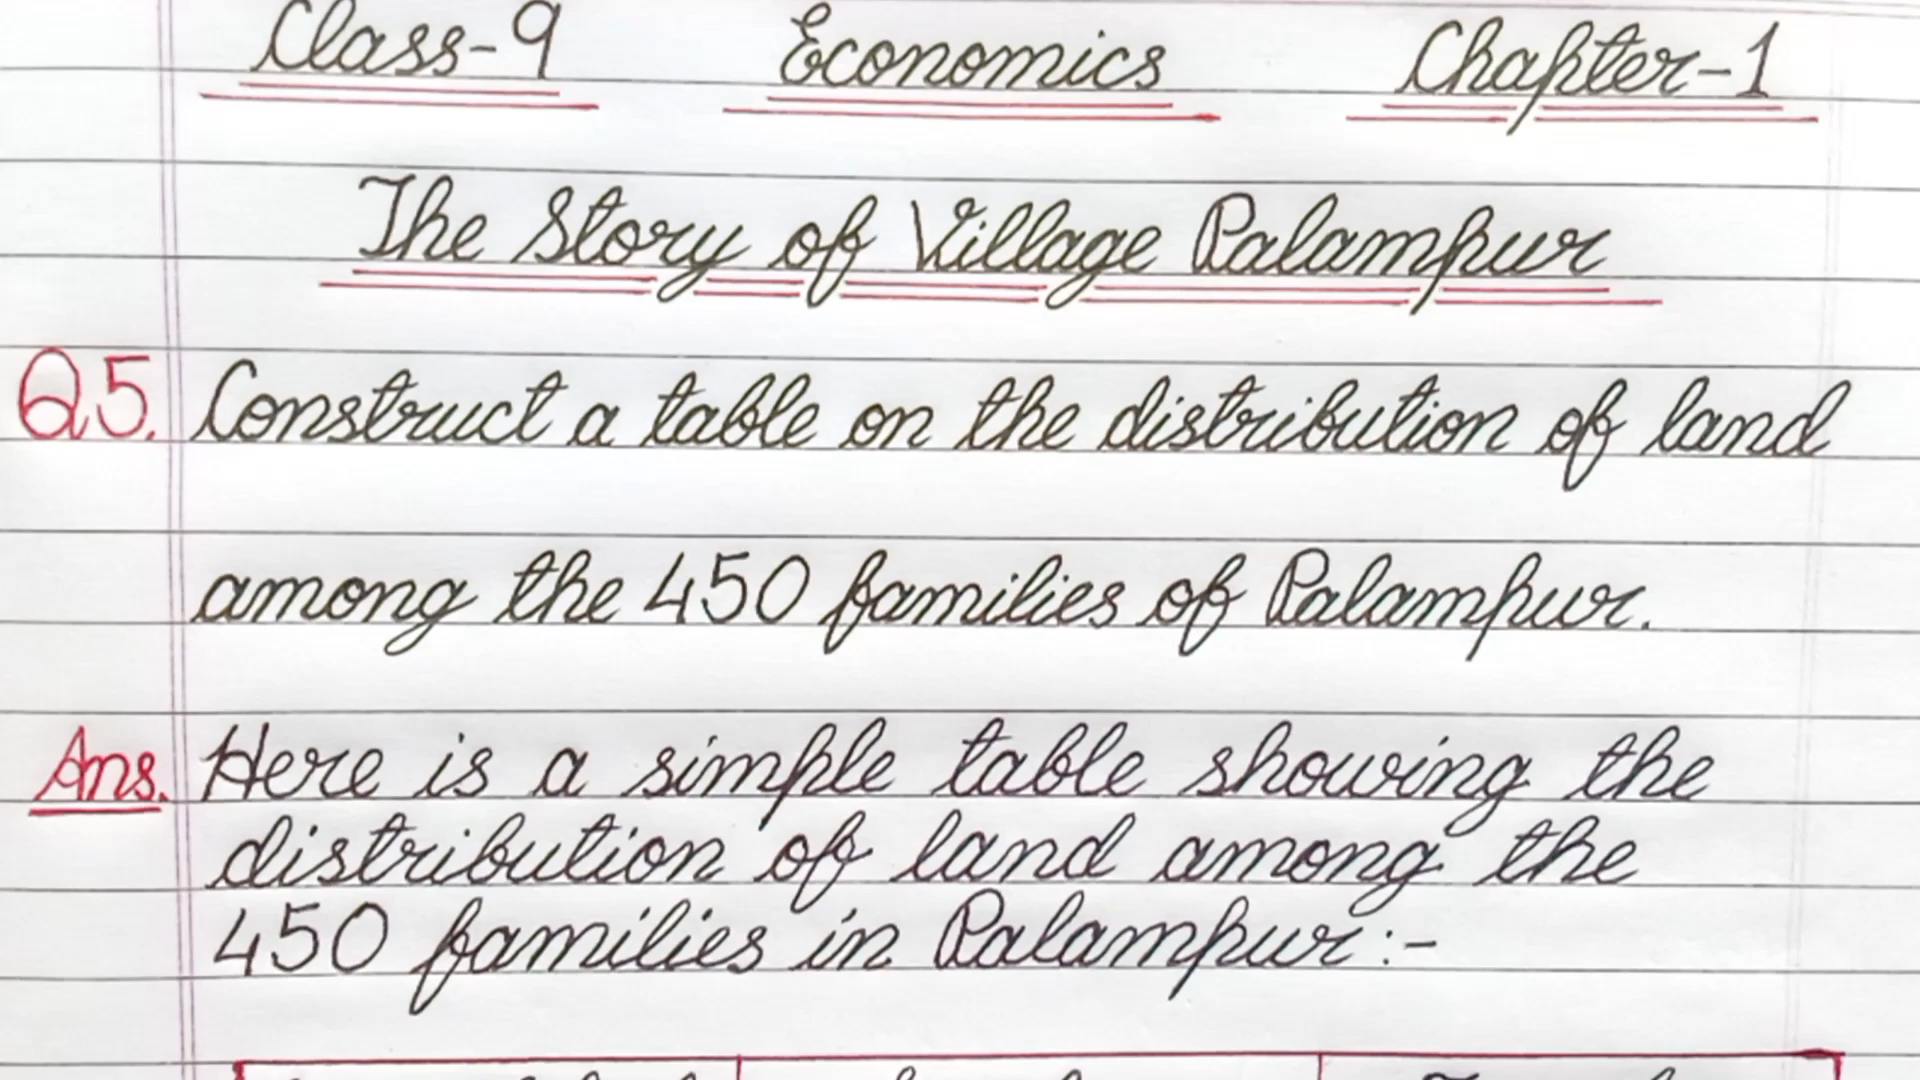 Class-9 Economics Chapter-1
The Story of Village Palampur
Q5. Construct a table on the distribution of land
among the 450 families of Palampur.
Ans. Here is a simple table showing the
distribution of land among the
450 families in Palampur:-